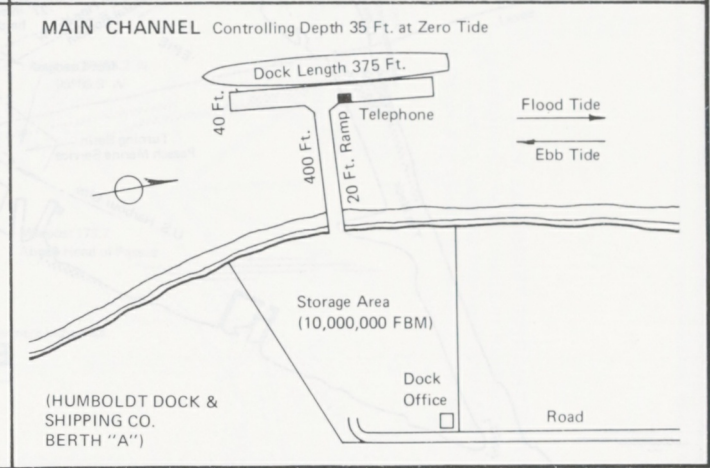 MAIN CHANNEL Controlling Depth 35 Ft. at Zero Tide
Dock Length 375 Ft.
40 Ft.
Telephone
400 Ft.
20 Ft. Ramp
Flood Tide
Ebb Tide
Storage Area
(10,000,000 FBM)
Dock
Office
Road
(HUMBOLDT DOCK &
SHIPPING CO.
BERTH "A")